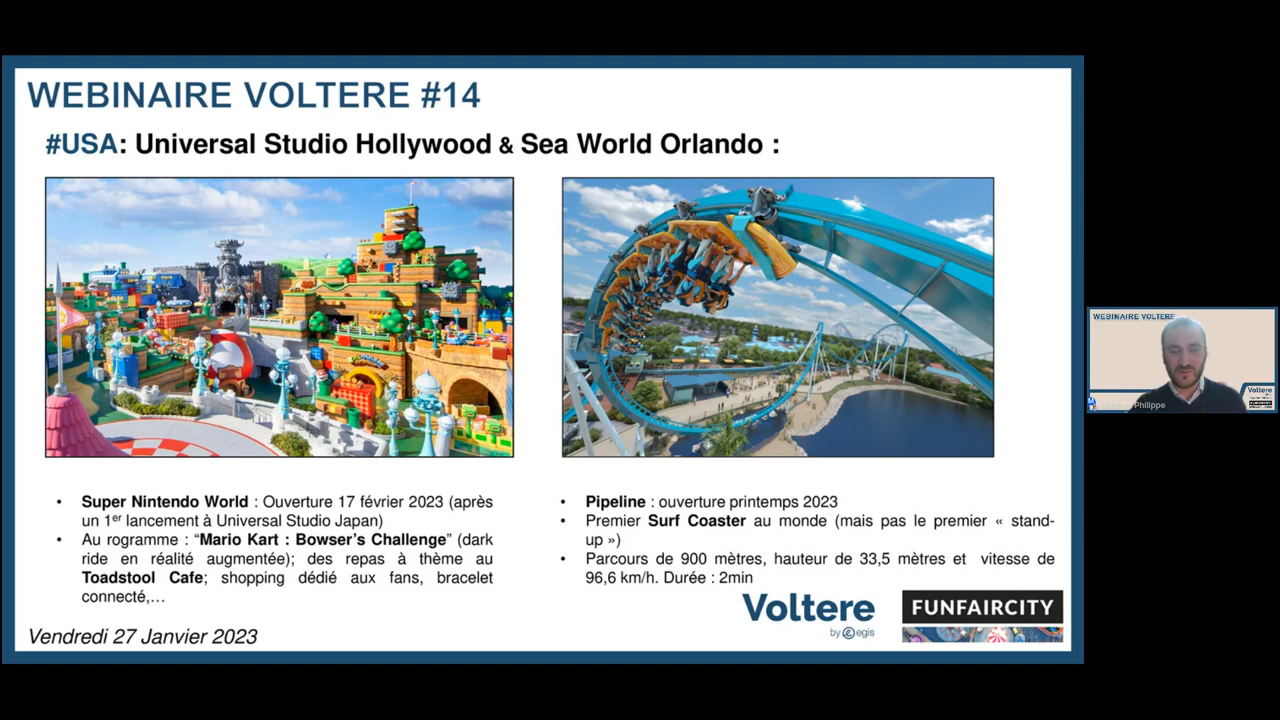 WEBINAIRE VOLTERE #14
#USA: Universal Studio Hollywood & Sea World Orlando :
• Super Nintendo World : Ouverture 17 février 2023 (après
un 1er lancement à Universal Studio Japan)
• Au rogramme : “Mario Kart : Bowser’s Challenge” (dark
ride en réalité augmentée); des repas à thème au
Toadstool Cafe; shopping dédié aux fans, bracelet
connecté,…
• Pipeline : ouverture printemps 2023
• Premier Surf Coaster au monde (mais pas le premier « stand-
up »)
• Parcours de 900 mètres, hauteur de 33,5 mètres et vitesse de
96,6 km/h. Durée : 2min
Voltere
by egis
FUNFAIRCITY
Vendredi 27 Janvier 2023
WEBINAIRE VOLTERE
Voltere
Philippe